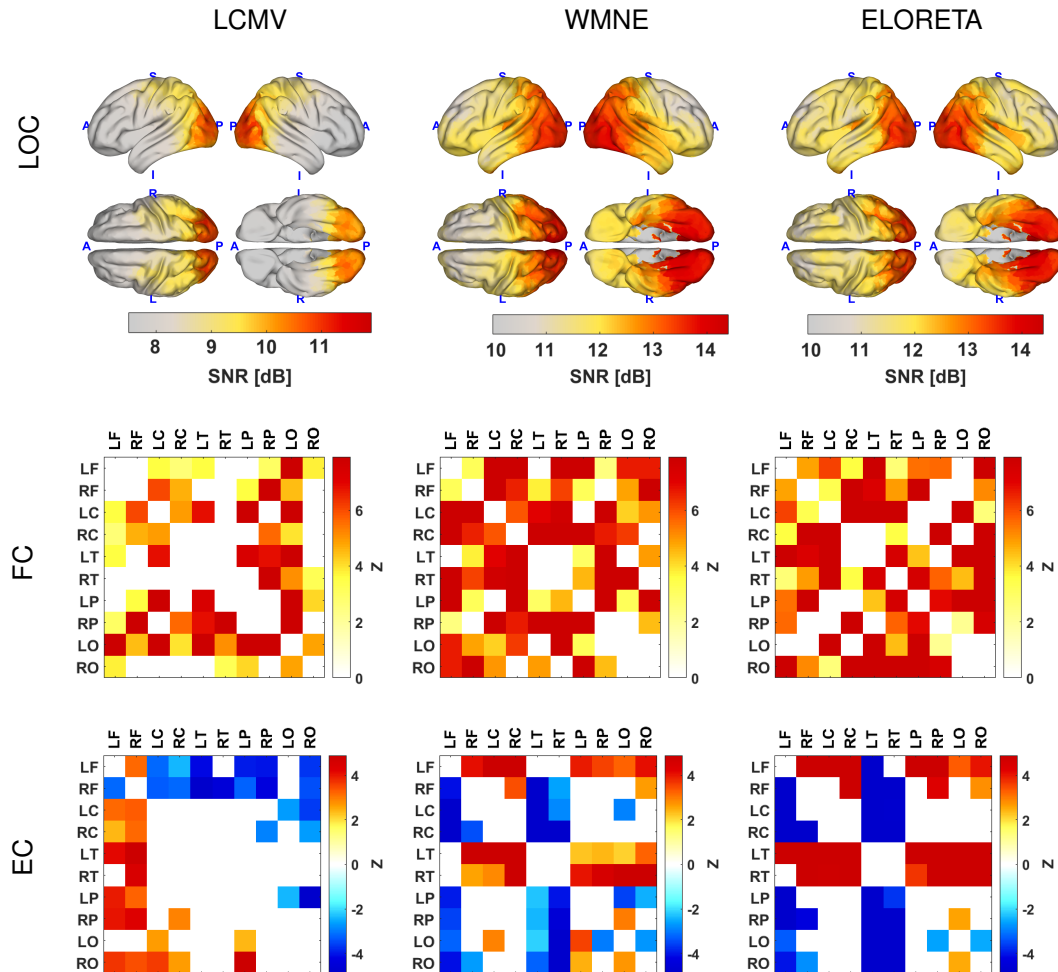 LCMV WMNE ELORETA
LOC
S S S S S S
A P P A A P P A A P P A
I I I I I I
R L R L R L
A P A P A P
L R L R L R
8 9 10 11
SNR [dB]
10 11 12 13 14
SNR [dB]
10 11 12 13 14
SNR [dB]
FC
LF RF LC RC LT RT LP RP LO RO
LF
RF
LC
RC
LT
RT
LP
RP
LO
RO
6
4
2
0
Z
LF RF LC RC LT RT LP RP LO RO
LF
RF
LC
RC
LT
RT
LP
RP
LO
RO
6
4
2
0
Z
LF RF LC RC LT RT LP RP LO RO
LF
RF
LC
RC
LT
RT
LP
RP
LO
RO
6
4
2
0
Z
EC
LF RF LC RC LT RT LP RP LO RO
LF
RF
LC
RC
LT
RT
LP
RP
LO
RO
4
2
0
-2
-4
Z
LF RF LC RC LT RT LP RP LO RO
LF
RF
LC
RC
LT
RT
LP
RP
LO
RO
4
2
0
-2
-4
Z
LF RF LC RC LT RT LP RP LO RO
LF
RF
LC
RC
LT
RT
LP
RP
LO
RO
4
2
0
-2
-4
Z